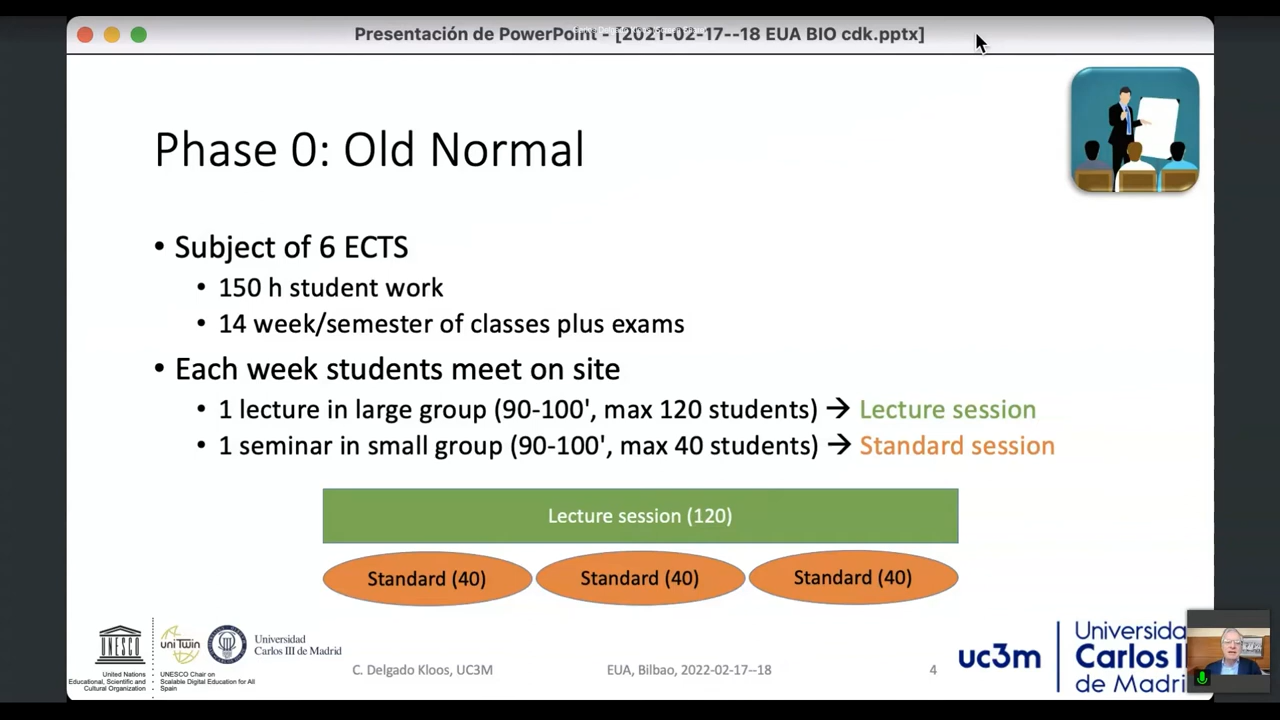 Presentación de PowerPoint - [2021-02-17--18 EUA BIO cdk.pptx]
Phase 0: Old Normal
• Subject of 6 ECTS
• 150 h student work
• 14 week/semester of classes plus exams
• Each week students meet on site
• 1 lecture in large group (90-100', max 120 students) → Lecture session
• 1 seminar in small group (90-100', max 40 students) → Standard session
Lecture session (120)
Standard (40) Standard (40) Standard (40)
UNESCO
United Nations
Educational, Scientific and
Cultural Organization
uniTwin
• UNESCO Chair on
• Scalable Digital Education for All
• Spain
Universidad
Carlos III de Madrid
C. Delgado Kloos, UC3M
EUA, Bilbao, 2022-02-17--18
4
uc3m
Universida
Carlos I
de Madri